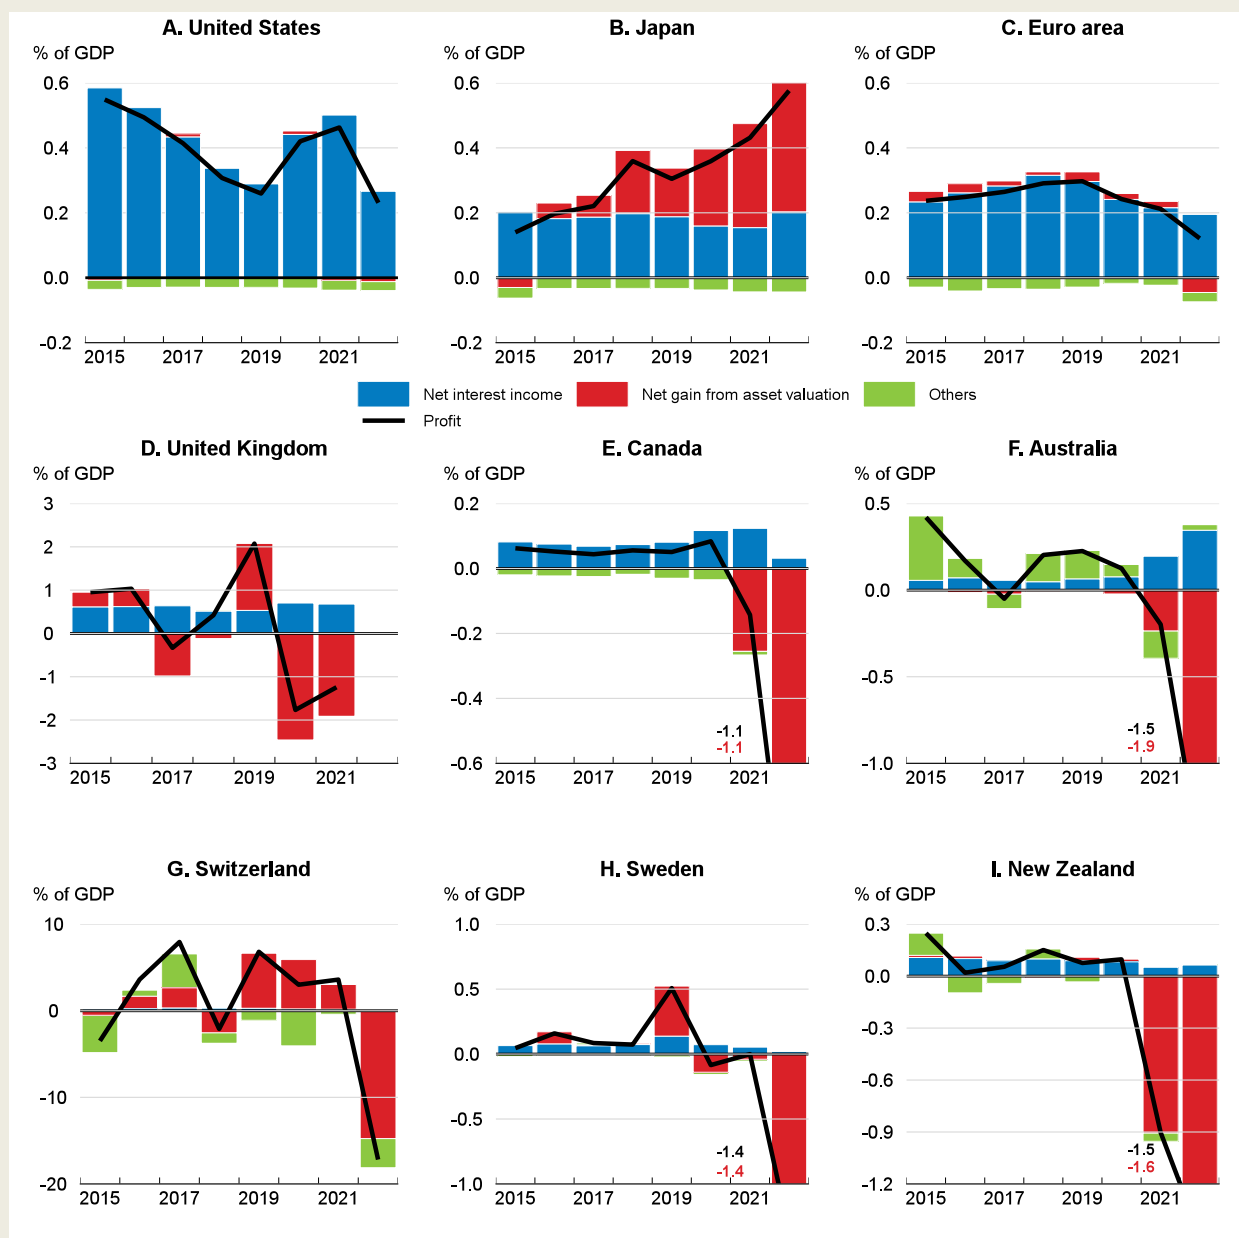 A. United States
% of GDP
0.6
0.4
0.2
0.0
-0.2
2015 2017 2019 2021
B. Japan
% of GDP
0.6
0.4
0.2
0.0
-0.2
2015 2017 2019 2021
C. Euro area
% of GDP
0.6
0.4
0.2
0.0
-0.2
2015 2017 2019 2021
Net interest income Net gain from asset valuation Others
Profit
D. United Kingdom
% of GDP
3
2
1
0
-1
-2
-3
2015 2017 2019 2021
E. Canada
% of GDP
0.2
0.0
-0.2
-0.4
-0.6
-1.1
-1.1
2015 2017 2019 2021
F. Australia
% of GDP
0.5
0.0
-0.5
-1.0
-1.5
-1.9
2015 2017 2019 2021
G. Switzerland
% of GDP
10
0
-10
-20
2015 2017 2019 2021
H. Sweden
% of GDP
1.0
0.5
0.0
-0.5
-1.0
-1.4
-1.4
2015 2017 2019 2021
I. New Zealand
% of GDP
0.3
0.0
-0.3
-0.6
-0.9
-1.2
-1.5
-1.6
2015 2017 2019 2021